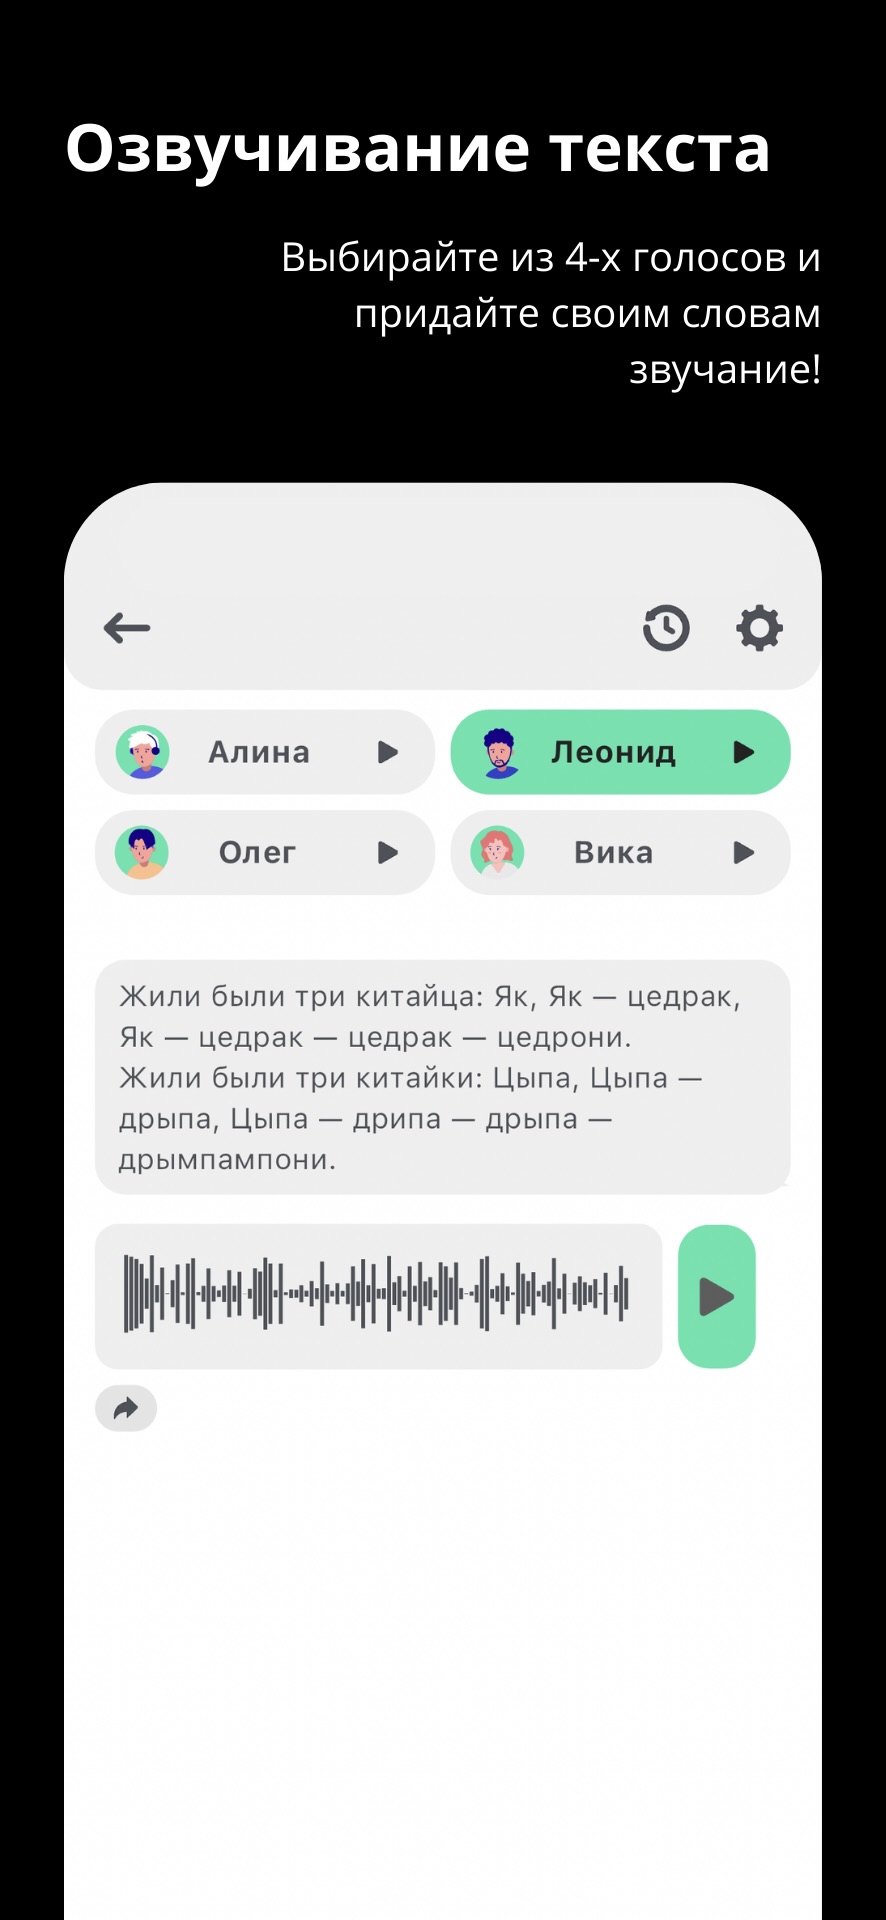 Озвучивание текста
Выбирайте из 4-х голосов и
придайте своим словам
звучание!
Алина
Леонид
Олег
Вика
Жили были три китайца: Як, Як — цедрак,
Як — цедрак — цедрак — цедрони.
Жили были три китайки: Цыпа, Цыпа —
дрыпа, Цыпа — дрипа — дрыпа —
дрымпампони.